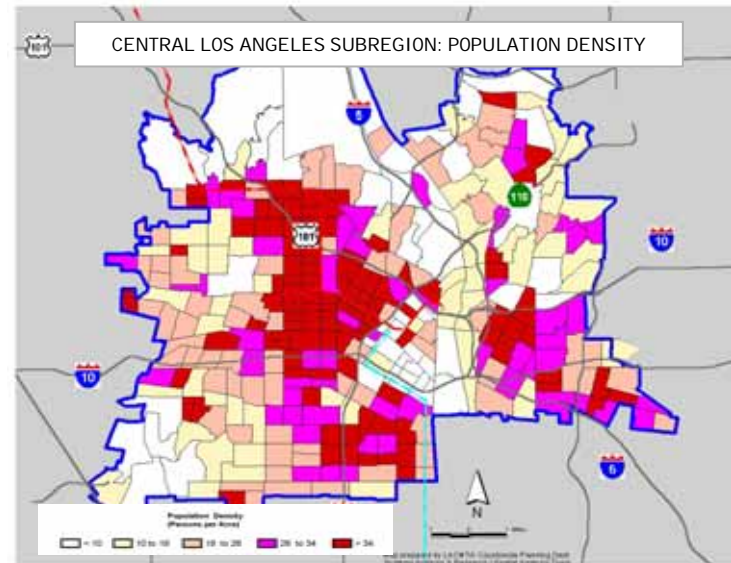 CENTRAL LOS ANGELES SUBREGION: POPULATION DENSITY
101
5
110
101
10
10
5
N
Population Density
(Persons per Acre)
< 10
10 to 18
18 to 26
26 to 34
> 34
Map prepared by LACMTA Countywide Planning Dept